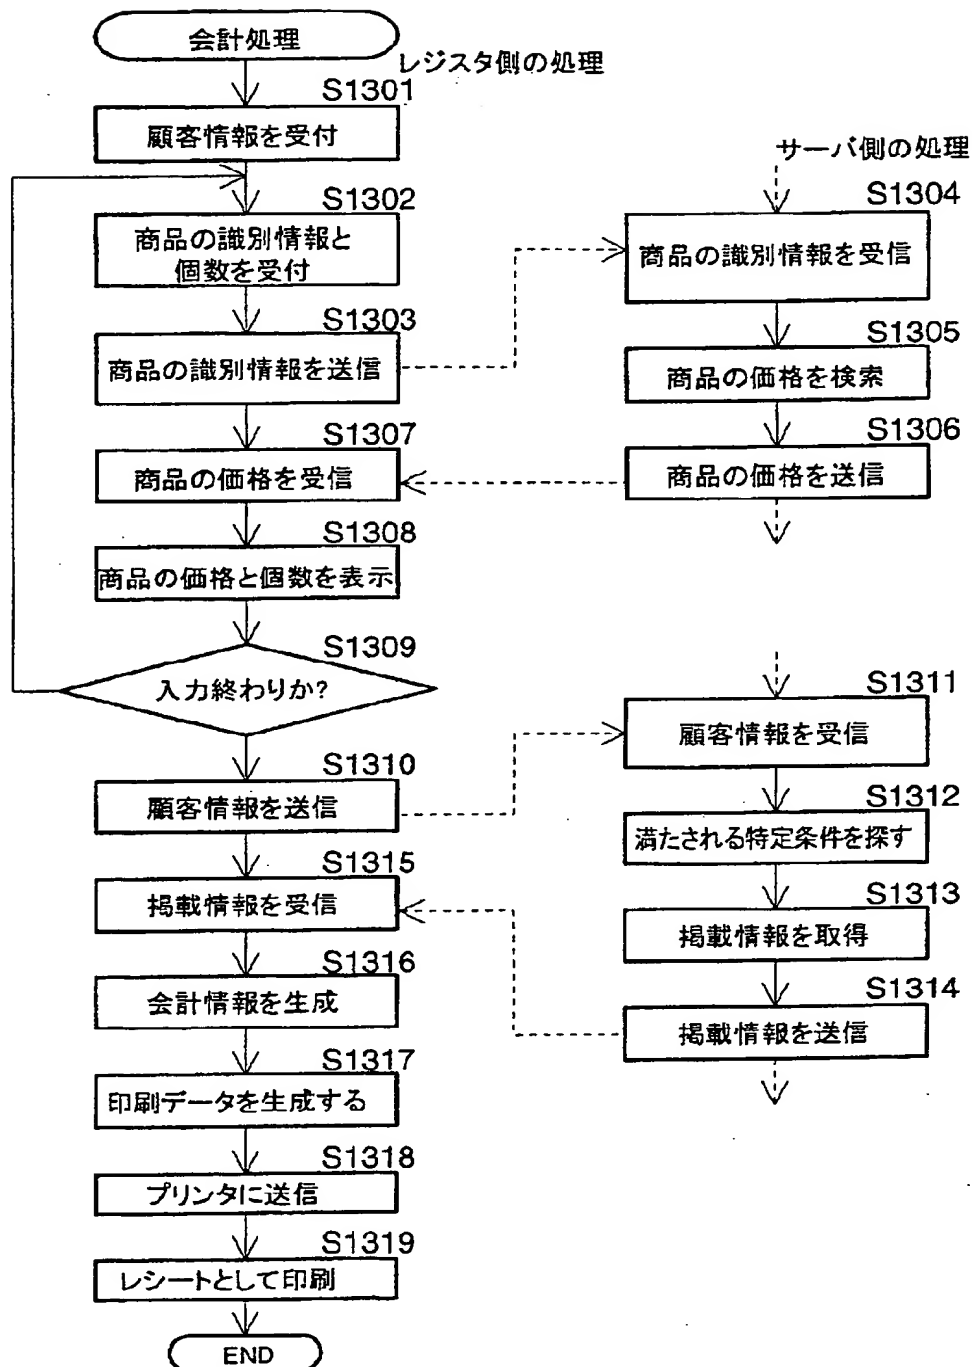 会計処理
レジスタ側の処理
S1301
顧客情報を受付
S1302
商品の識別情報と
個数を受付
S1303
商品の識別情報を送信
サーバ側の処理
S1304
商品の識別情報を受信
S1305
商品の価格を検索
S1306
商品の価格を送信
S1307
商品の価格を受信
S1308
商品の価格と個数を表示
S1309
入力終わりか?
S1310
顧客情報を送信
S1311
顧客情報を受信
S1312
満たされる特定条件を探す
S1313
掲載情報を取得
S1314
掲載情報を送信
S1315
掲載情報を受信
S1316
会計情報を生成
S1317
印刷データを生成する
S1318
プリンタに送信
S1319
レシートとして印刷
END